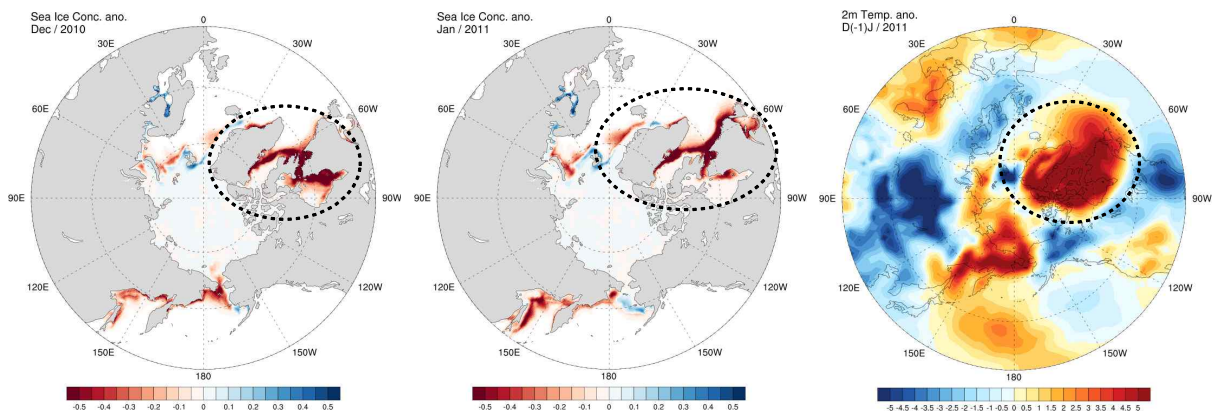 Sea Ice Conc. ano.
Dec / 2010
0
30W
60W
90W
120W
150W
180
150E
120E
90E
60E
30E
-0.5 -0.4 -0.3 -0.2 -0.1 0 0.1 0.2 0.3 0.4 0.5
Sea Ice Conc. ano.
Jan / 2011
0
30W
60W
90W
120W
150W
180
150E
120E
90E
60E
30E
-0.5 -0.4 -0.3 -0.2 -0.1 0 0.1 0.2 0.3 0.4 0.5
2m Temp. ano.
D(-1)J / 2011
0
30W
60W
90W
120W
150W
180
150E
120E
90E
60E
30E
-5 -4.5 -4 -3.5 -3 -2.5 -2 -1.5 -1 -0.5 0 0.5 1 1.5 2 2.5 3 3.5 4 4.5 5